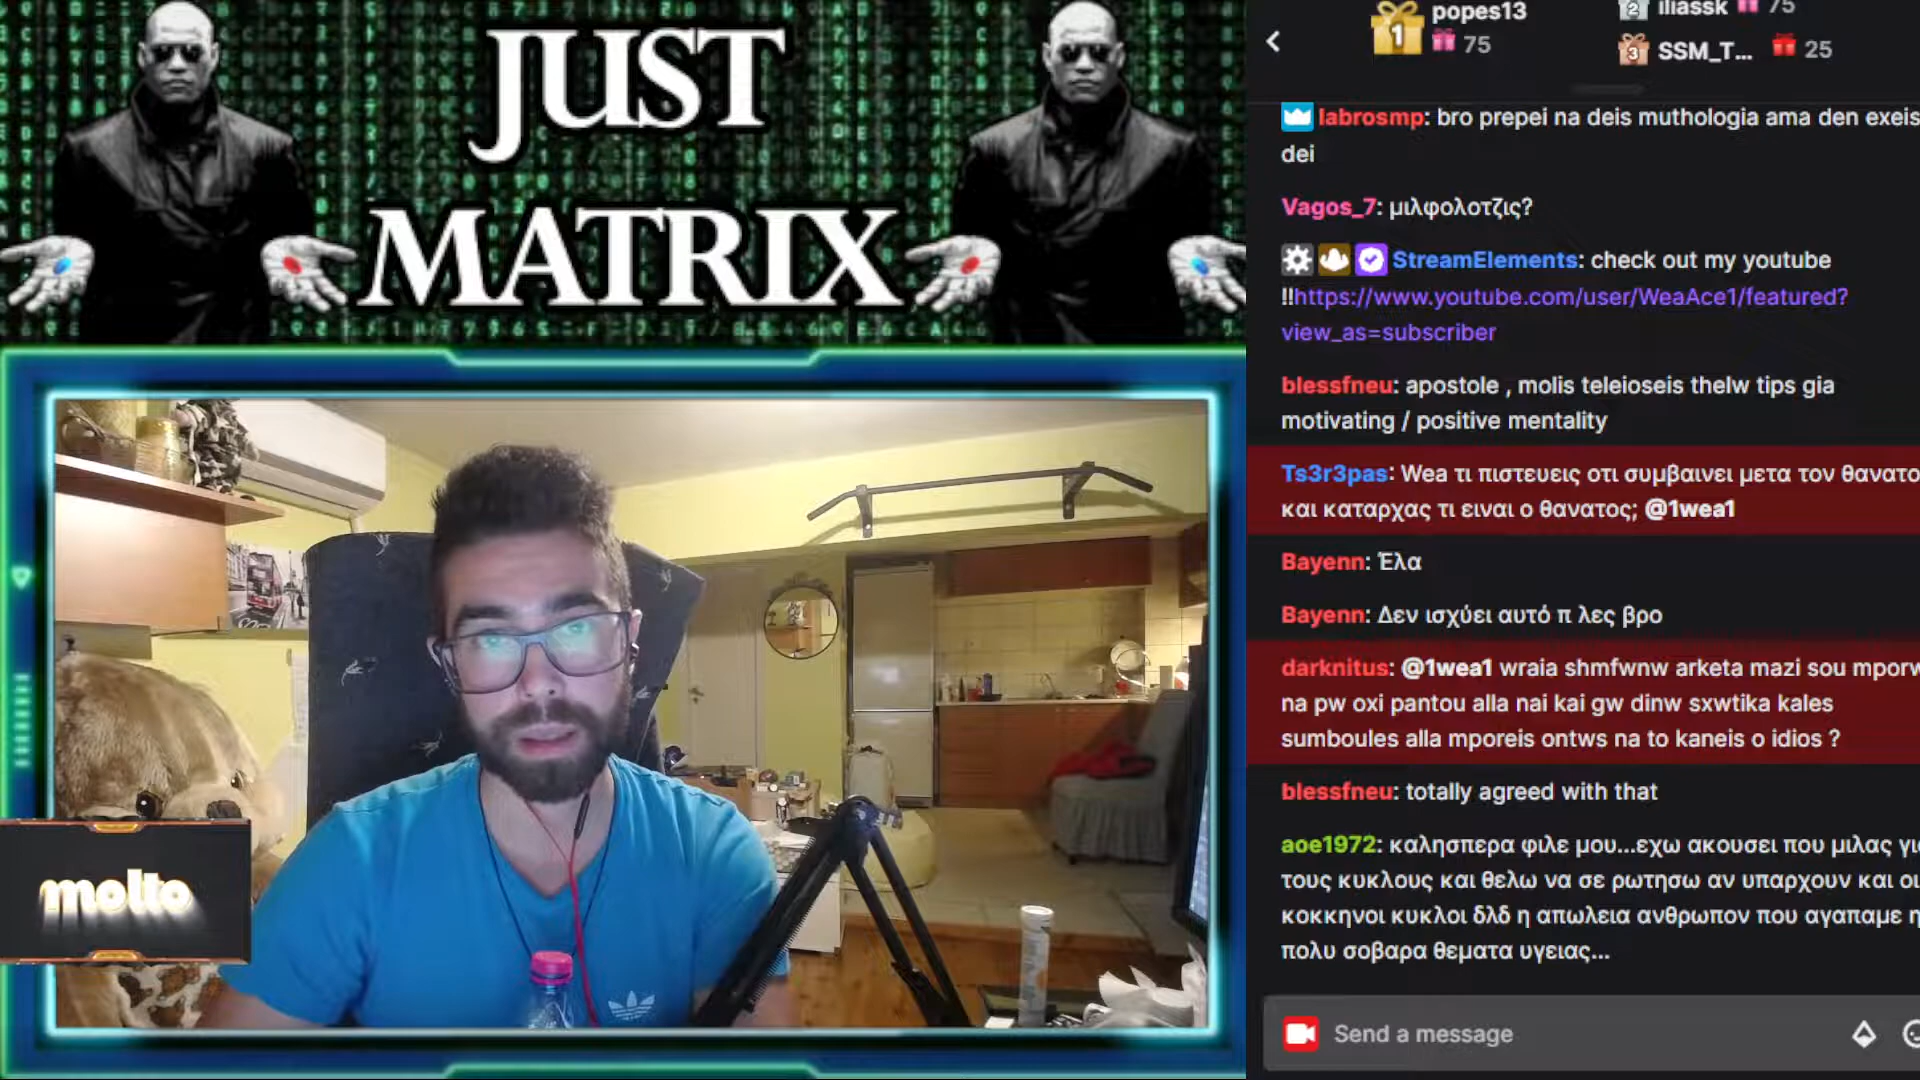 JUST
MATRIX
molto
1 popes13
75
2 iliassk 75
3 SSM_T... 25
labrosmp: bro prepei na deis muthologia ama den exeis
dei
Vagos_7: μιλφολοτζις?
StreamElements: check out my youtube
!!https://www.youtube.com/user/WeaAce1/featured?
view_as=subscriber
blessfneu: apostole , molis teleioseis thelw tips gia
motivating / positive mentality
Ts3r3pas: Wea τι πιστευεις οτι συμβαινει μετα τον θανατο
και καταρχας τι ειναι ο θανατος; @1wea1
Bayenn: Έλα
Bayenn: Δεν ισχύει αυτό π λες βρο
darknitus: @1wea1 wraia shmfwnw arketa mazi sou mporw
na pw oxi pantou alla nai kai gw dinw sxwtika kales
sumboules alla mporeis ontws na to kaneis o idios ?
blessfneu: totally agreed with that
aoe1972: καλησπερα φιλε μου...εχω ακουσει που μιλας για
τους κυκλους και θελω να σε ρωτησω αν υπαρχουν και οι
κοκκηνοι κυκλοι δλδ η απωλεια ανθρωπον που αγαπαμε η
πολυ σοβαρα θεματα υγειας...
Send a message